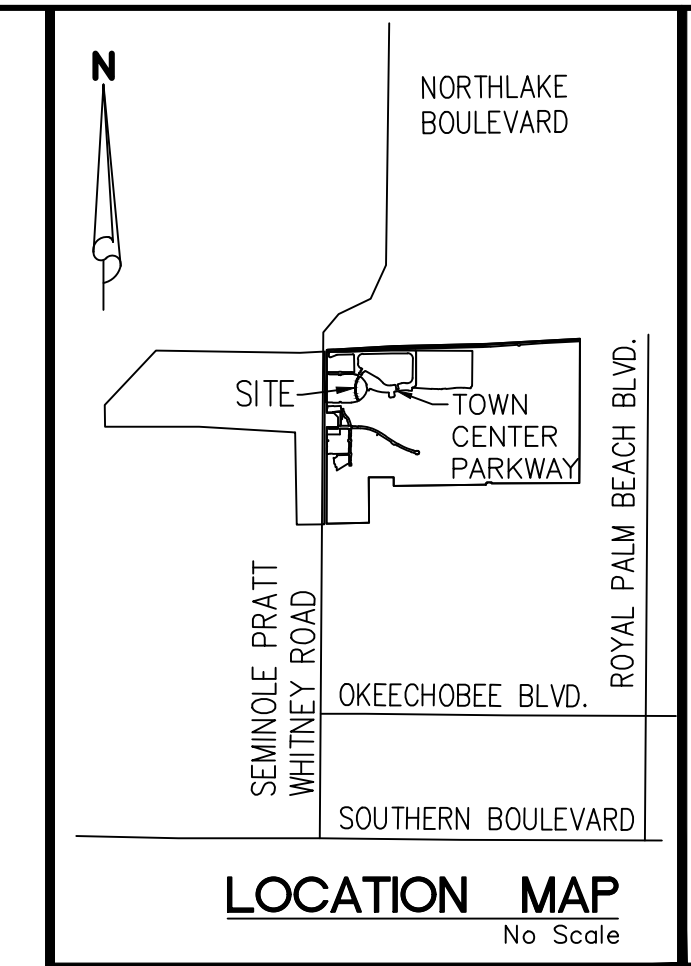 N
NORTHLAKE
BOULEVARD
SITE
TOWN
CENTER
PARKWAY
ROYAL PALM BEACH BLVD.
SEMINOLE PRATT
WHITNEY ROAD
OKEECHOBEE BLVD.
SOUTHERN BOULEVARD
LOCATION MAP
No Scale